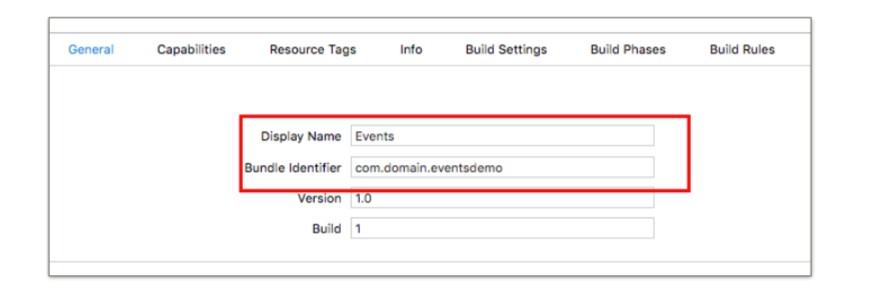 General Capabilities Resource Tags Info Build Settings Build Phases Build Rules
Display Name Events
Bundle Identifier com.domain.eventsdemo
Version 1.0
Build 1